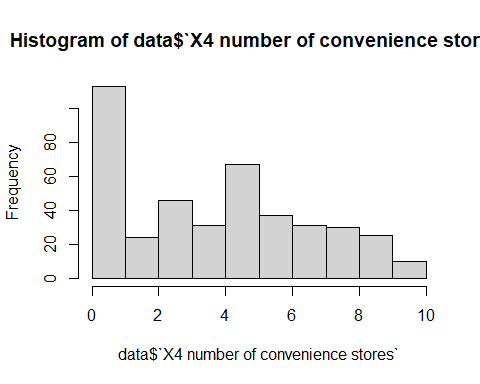 Histogram of data$`X4 number of convenience stor
Frequency
0 20 40 60 80
0 2 4 6 8 10
data$`X4 number of convenience stores`